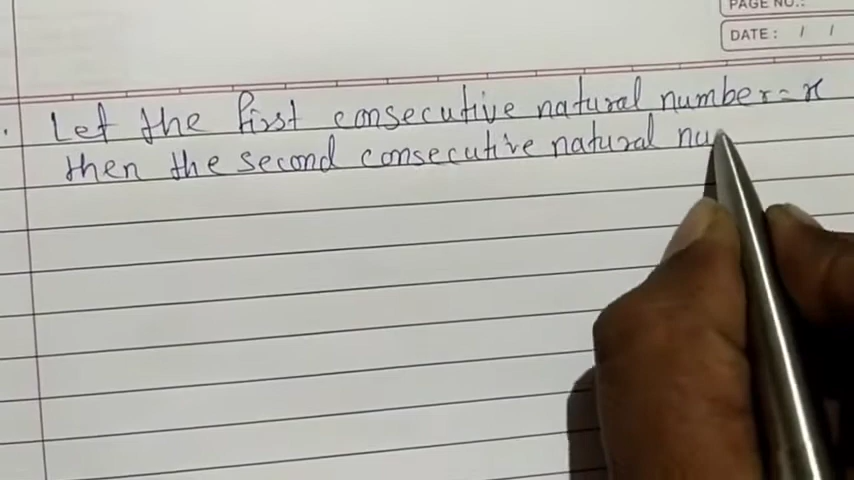 PAGE NO.:
DATE: / /
Let the first consecutive natural number = x
then the second consecutive natural nu